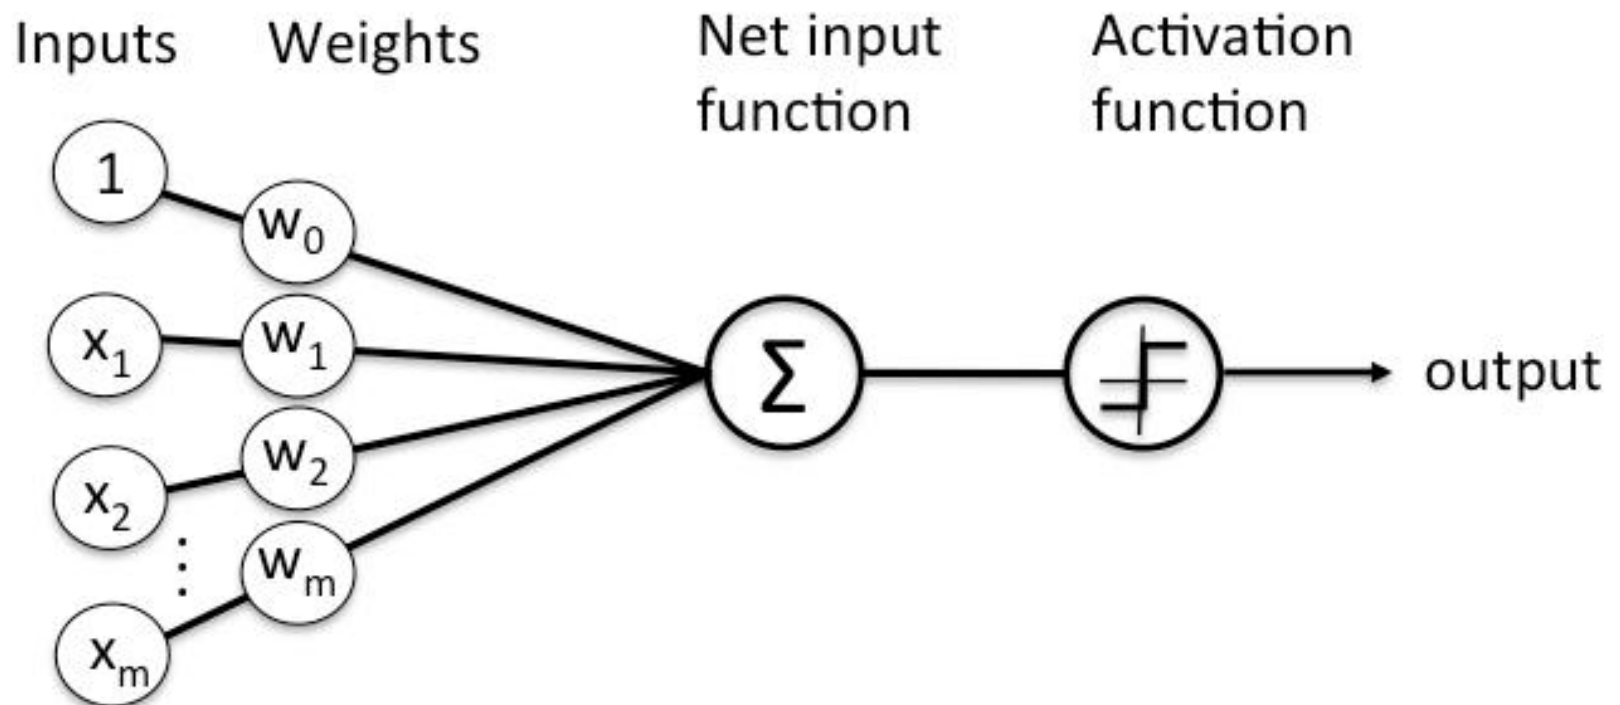 Inputs
Weights
Net input
function
Activation
function
1
w₀
x₁
w₁
x₂
w₂
⋮
xₘ
wₘ
Σ
output